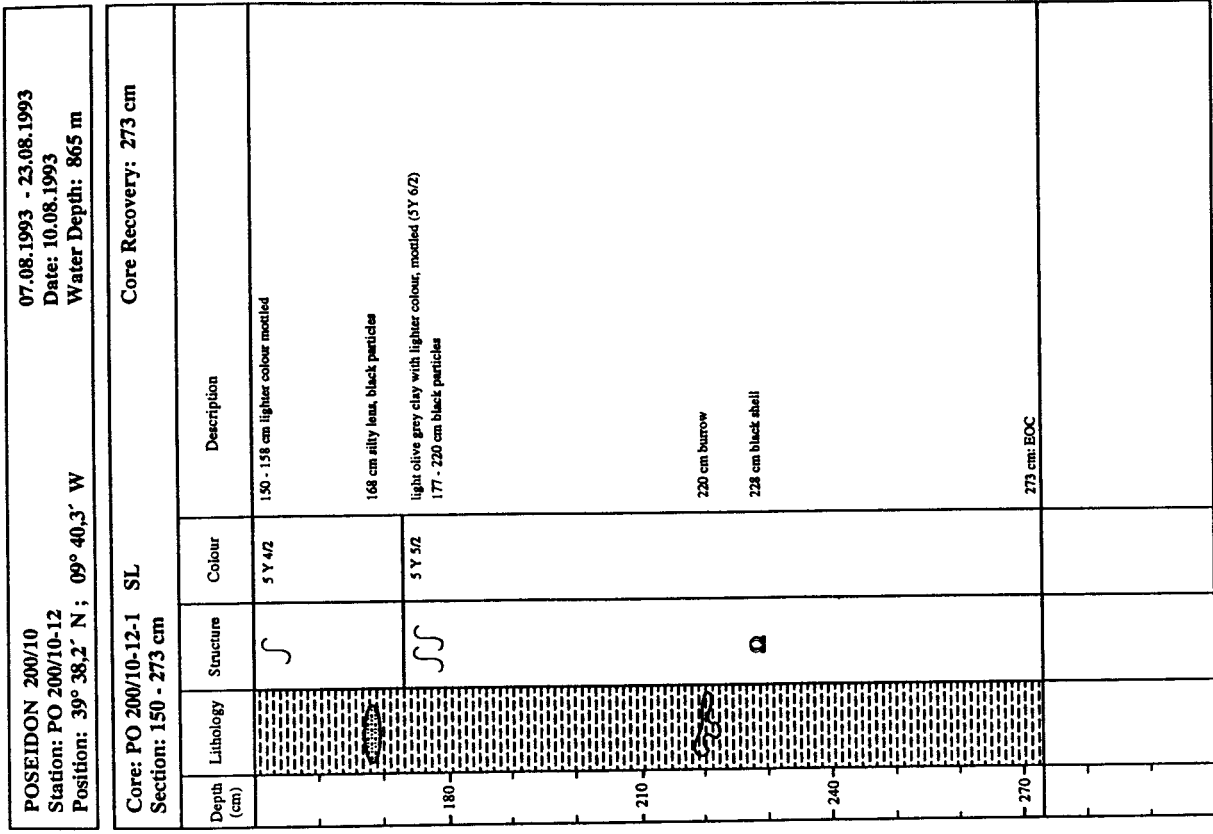 POSEIDON 200/10
07.08.1993 - 23.08.1993
Station: PO 200/10-12
Date: 10.08.1993
Position: 39° 38,2´ N ; 09° 40,3´ W
Water Depth: 865 m
Core: PO 200/10-12-1 SL
Core Recovery: 273 cm
Section: 150 - 273 cm
Depth (cm)
Lithology
Structure
Colour
Description
5 Y 4/2
150 - 158 cm lighter colour mottled
168 cm silty lens, black particles
5 Y 5/2
light olive grey clay with lighter colour, mottled (5Y 6/2)
180
177 - 220 cm black particles
210
220 cm burrow
228 cm black shell
240
270
273 cm: EOC